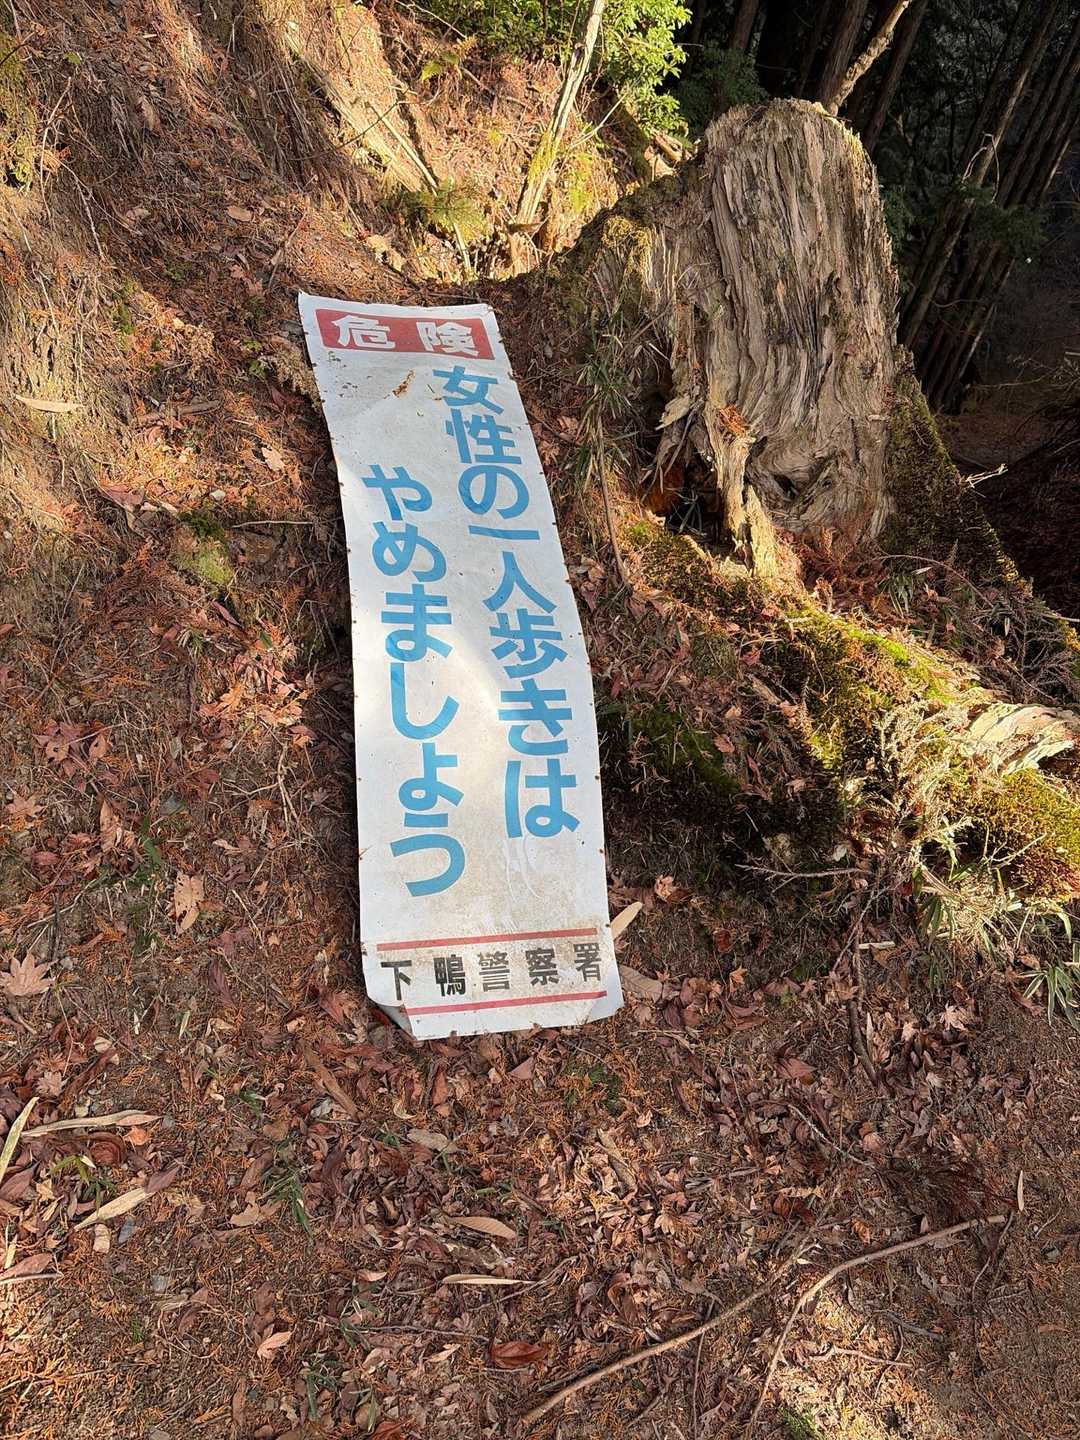 危険
女性の一人歩きは
やめましょう
下鴨警察署